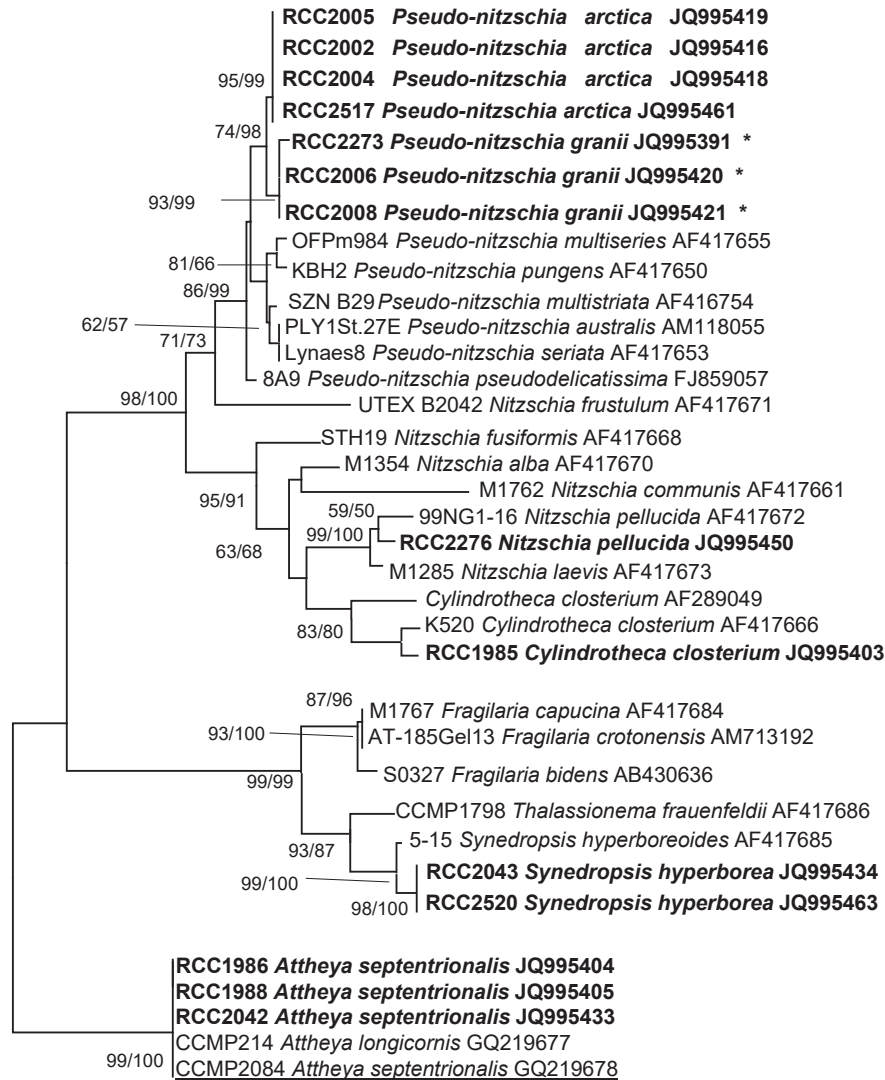 RCC2005 Pseudo-nitzschia arctica JQ995419
RCC2002 Pseudo-nitzschia arctica JQ995416
RCC2004 Pseudo-nitzschia arctica JQ995418
95/99
RCC2517 Pseudo-nitzschia arctica JQ995461
74/98
RCC2273 Pseudo-nitzschia granii JQ995391 *
RCC2006 Pseudo-nitzschia granii JQ995420 *
93/99
RCC2008 Pseudo-nitzschia granii JQ995421 *
OFPm984 Pseudo-nitzschia multiseries AF417655
81/66
KBH2 Pseudo-nitzschia pungens AF417650
86/99
SZN B29 Pseudo-nitzschia multistriata AF416754
62/57
PLY1St.27E Pseudo-nitzschia australis AM118055
71/73
Lynaes8 Pseudo-nitzschia seriata AF417653
8A9 Pseudo-nitzschia pseudodelicatissima FJ859057
98/100
UTEX B2042 Nitzschia frustulum AF417671
STH19 Nitzschia fusiformis AF417668
M1354 Nitzschia alba AF417670
95/91
M1762 Nitzschia communis AF417661
59/50
99NG1-16 Nitzschia pellucida AF417672
99/100
RCC2276 Nitzschia pellucida JQ995450
63/68
M1285 Nitzschia laevis AF417673
Cylindrotheca closterium AF289049
83/80
K520 Cylindrotheca closterium AF417666
RCC1985 Cylindrotheca closterium JQ995403
87/96
M1767 Fragilaria capucina AF417684
93/100
AT-185Gel13 Fragilaria crotonensis AM713192
99/99
S0327 Fragilaria bidens AB430636
CCMP1798 Thalassionema frauenfeldii AF417686
93/87
5-15 Synedropsis hyperboreoides AF417685
99/100
RCC2043 Synedropsis hyperborea JQ995434
98/100
RCC2520 Synedropsis hyperborea JQ995463
RCC1986 Attheya septentrionalis JQ995404
RCC1988 Attheya septentrionalis JQ995405
RCC2042 Attheya septentrionalis JQ995433
CCMP214 Attheya longicornis GQ219677
99/100
CCMP2084 Attheya septentrionalis GQ219678